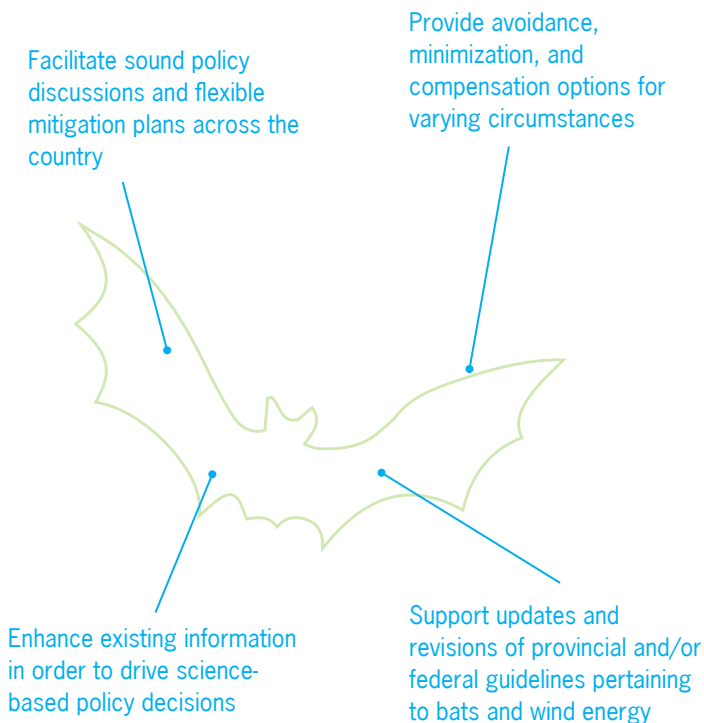 Facilitate sound policy
discussions and flexible
mitigation plans across the
country
Provide avoidance,
minimization, and
compensation options for
varying circumstances
Enhance existing information
in order to drive science-
based policy decisions
Support updates and
revisions of provincial and/or
federal guidelines pertaining
to bats and wind energy